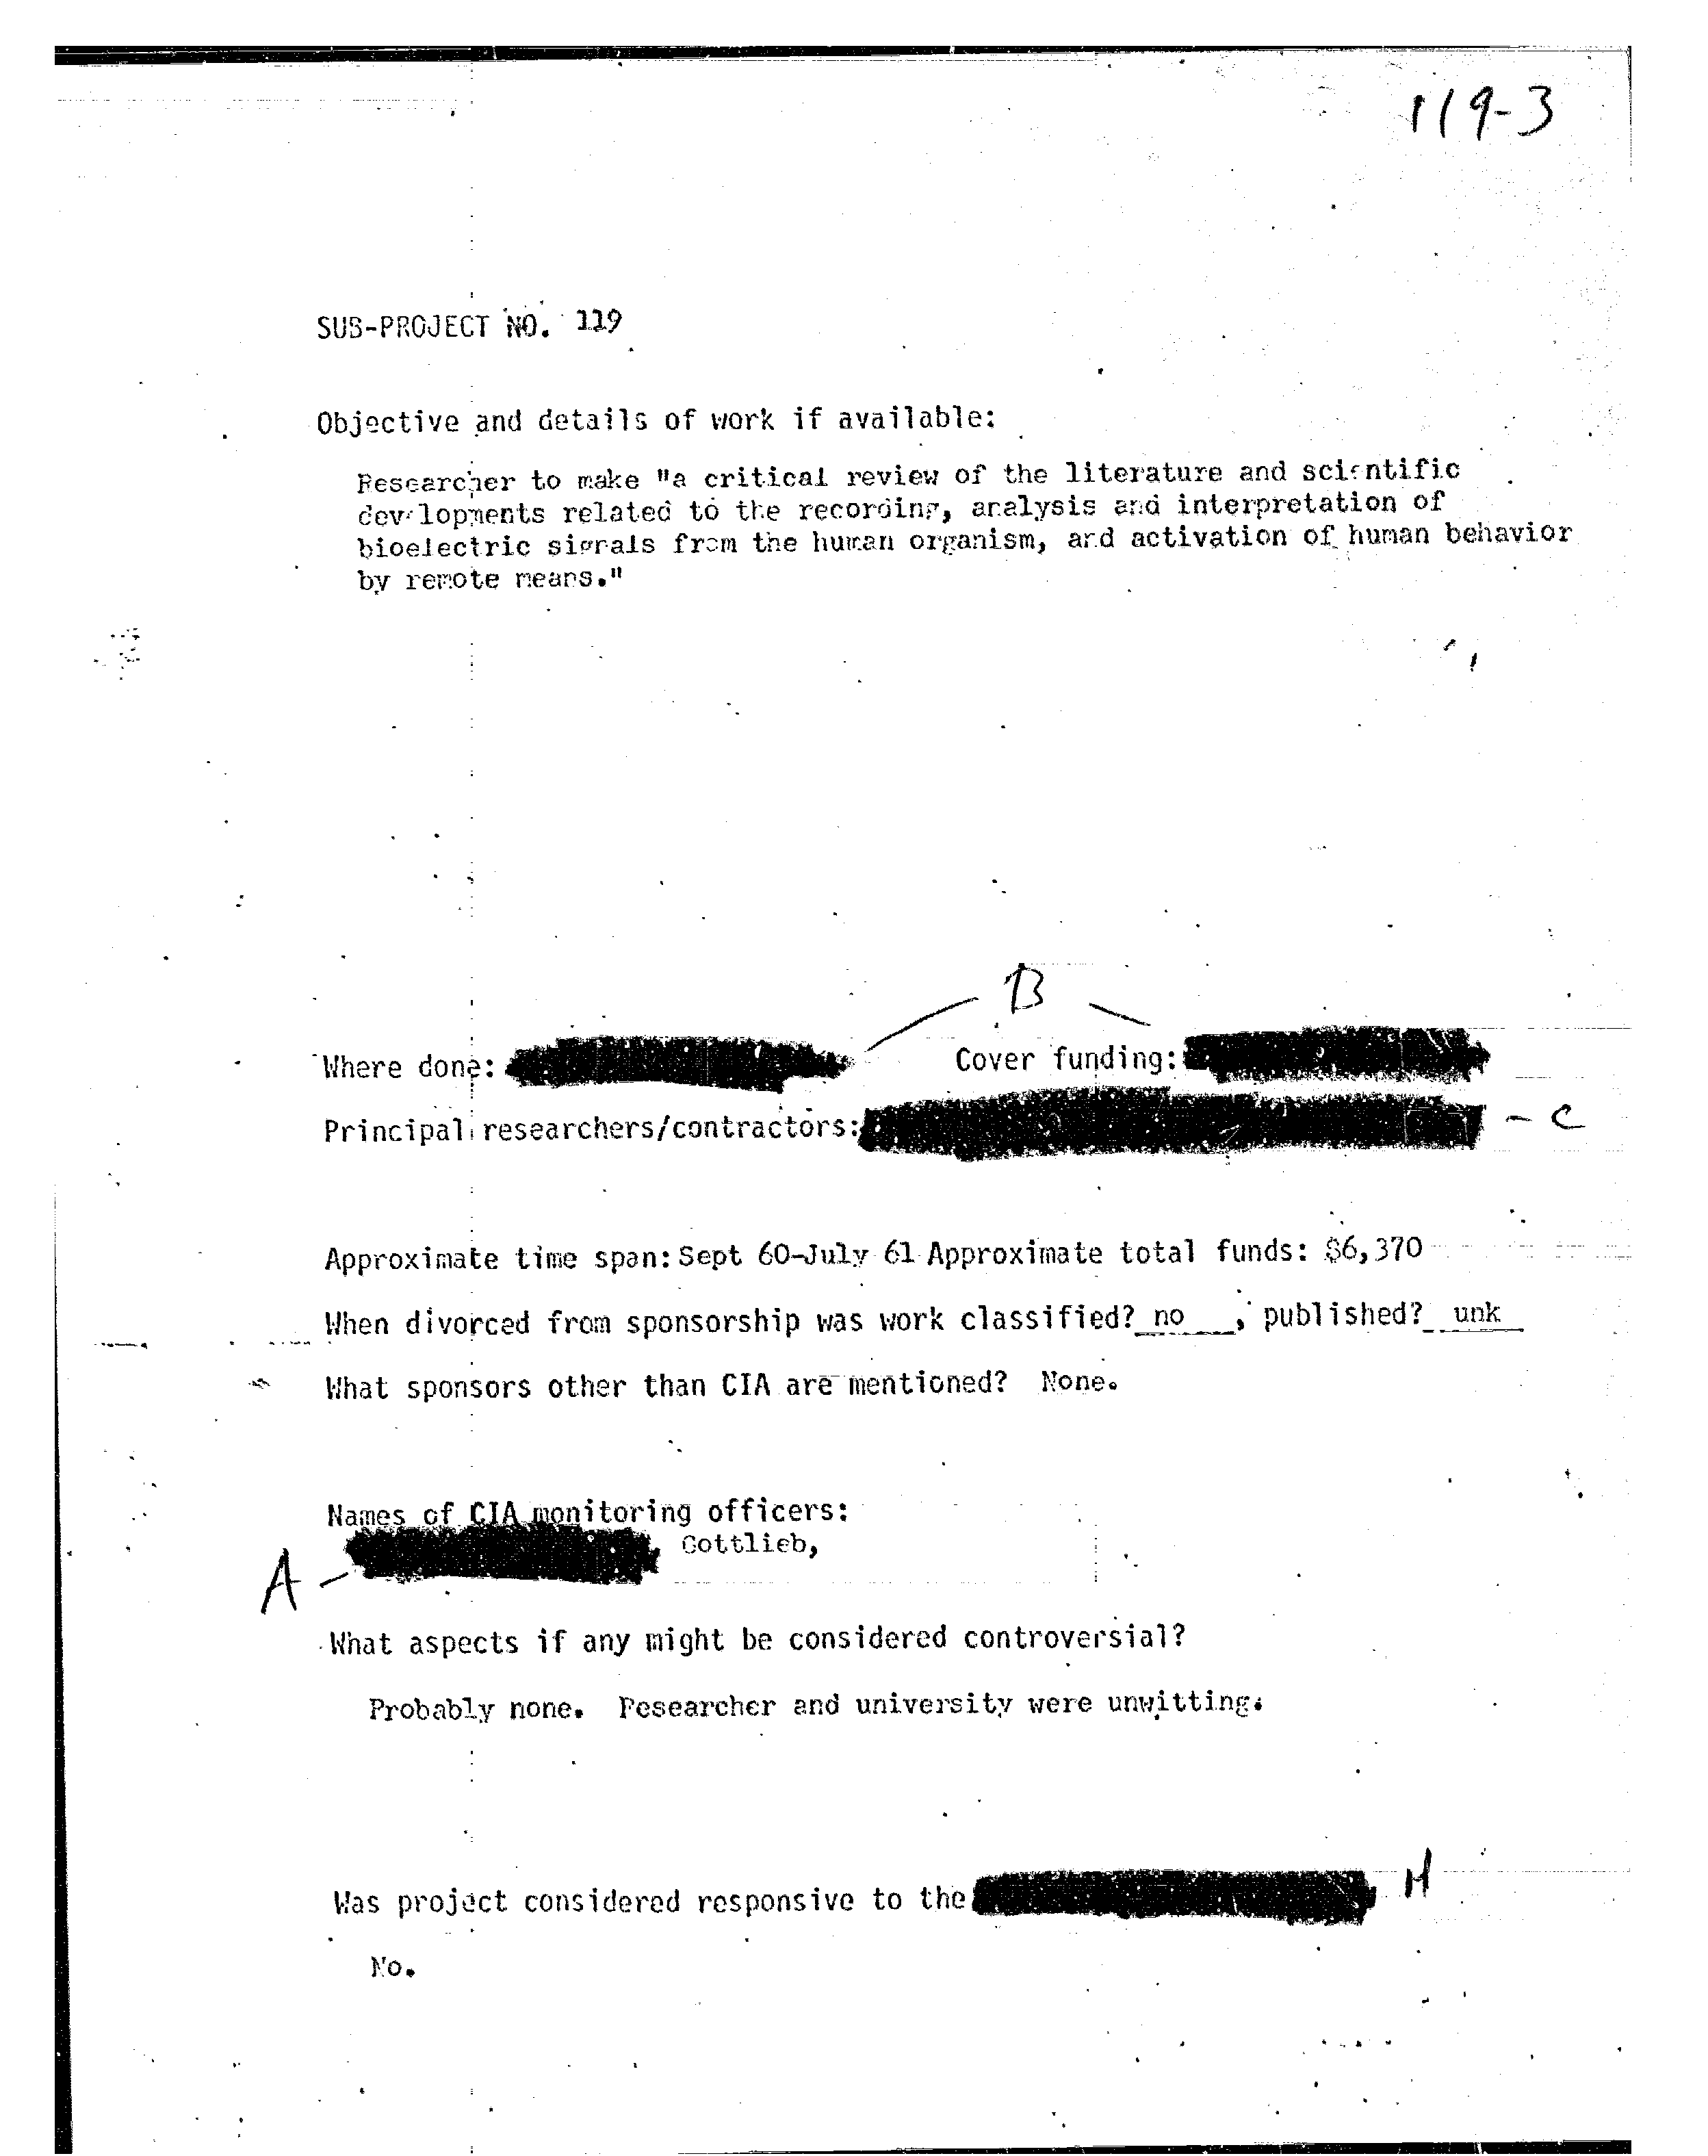 119-3
SUB-PROJECT NO. 119
Objective and details of work if available:
Researcher to make "a critical review of the literature and scientific
developments related to the recording, analysis and interpretation of
bioelectric signals from the human organism, and activation of human behavior
by remote means."
B
Where done: Cover funding:
Principal researchers/contractors: - C
Approximate time span: Sept 60-July 61 Approximate total funds: $6,370
When divorced from sponsorship was work classified? no , published? unk
What sponsors other than CIA are mentioned? None.
Names of CIA monitoring officers:
Gottlieb,
A -
What aspects if any might be considered controversial?
Probably none. Researcher and university were unwitting.
Was project considered responsive to the H
No.